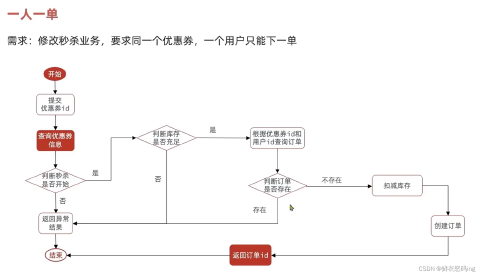 一人一单
需求：修改秒杀业务，要求同一个优惠券，一个用户只能下一单
开始
提交
优惠券id
查询优惠券
信息
判断秒杀
是否开始
是
否
返回异常
结果
结束
判断库存
是否充足
是
否
根据优惠券id和
用户id查询订单
判断订单
是否存在
不存在
存在
扣减库存
创建订单
返回订单id